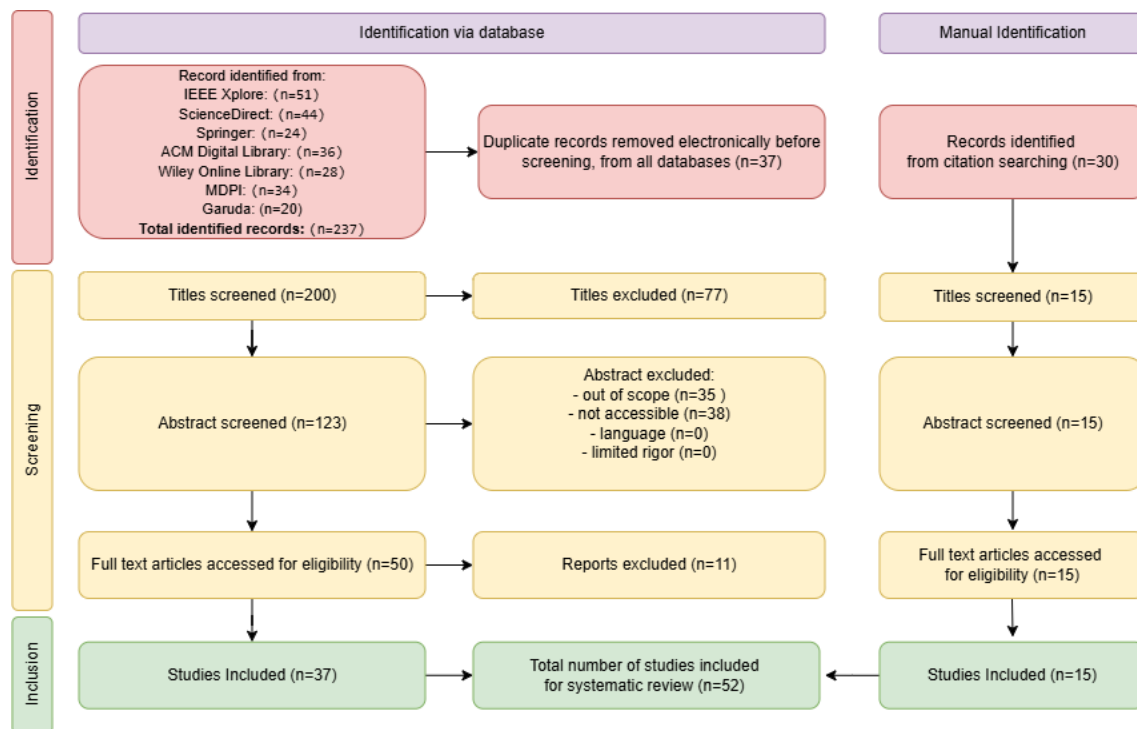 Identification via database
Manual Identification
Identification
Record identified from:
IEEE Xplore: (n=51)
ScienceDirect: (n=44)
Springer: (n=24)
ACM Digital Library: (n=36)
Wiley Online Library: (n=28)
MDPI: (n=34)
Garuda: (n=20)
Total identified records: (n=237)
Duplicate records removed electronically before
screening, from all databases (n=37)
Records identified
from citation searching (n=30)
Screening
Titles screened (n=200)
Titles excluded (n=77)
Titles screened (n=15)
Abstract screened (n=123)
Abstract excluded:
- out of scope (n=35 )
- not accessible (n=38)
- language (n=0)
- limited rigor (n=0)
Abstract screened (n=15)
Full text articles accessed for eligibility (n=50)
Reports excluded (n=11)
Full text articles accessed
for eligibility (n=15)
Inclusion
Studies Included (n=37)
Total number of studies included
for systematic review (n=52)
Studies Included (n=15)